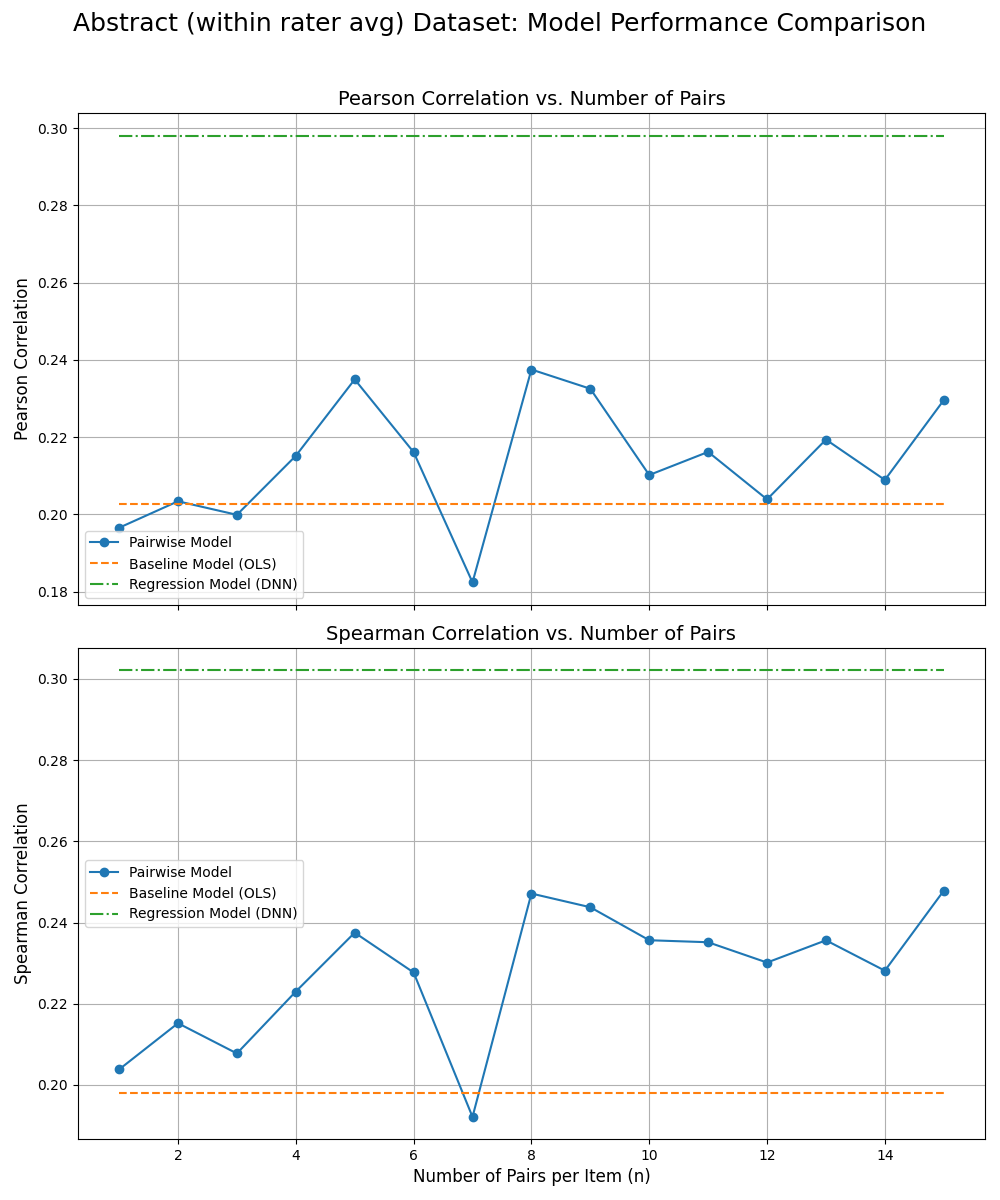 Abstract (within rater avg) Dataset: Model Performance Comparison
Pearson Correlation vs. Number of Pairs
Pearson Correlation
0.30
0.28
0.26
0.24
0.22
0.20
0.18
Pairwise Model
Baseline Model (OLS)
Regression Model (DNN)
Spearman Correlation vs. Number of Pairs
Spearman Correlation
0.30
0.28
0.26
0.24
0.22
0.20
Pairwise Model
Baseline Model (OLS)
Regression Model (DNN)
2 4 6 8 10 12 14
Number of Pairs per Item (n)